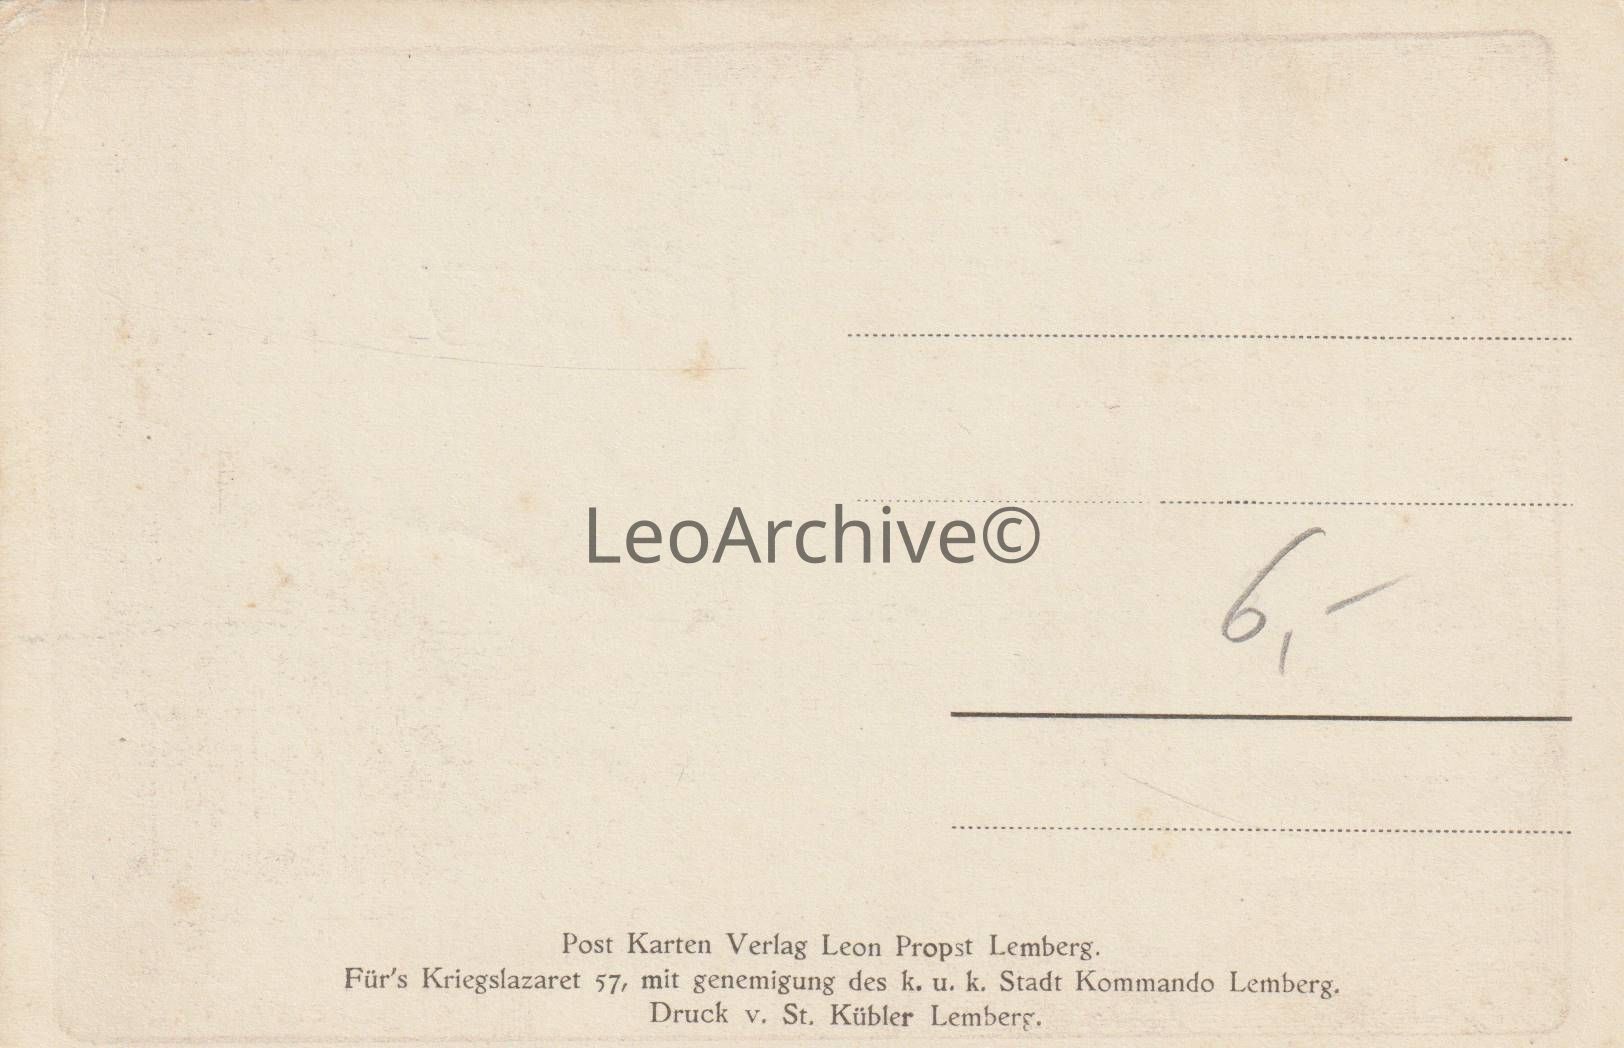 LeoArchive©
6,-
Post Karten Verlag Leon Propst Lemberg.
Für's Kriegslazaret 57, mit genemigung des k. u. k. Stadt Kommando Lemberg.
Druck v. St. Kübler Lemberg.